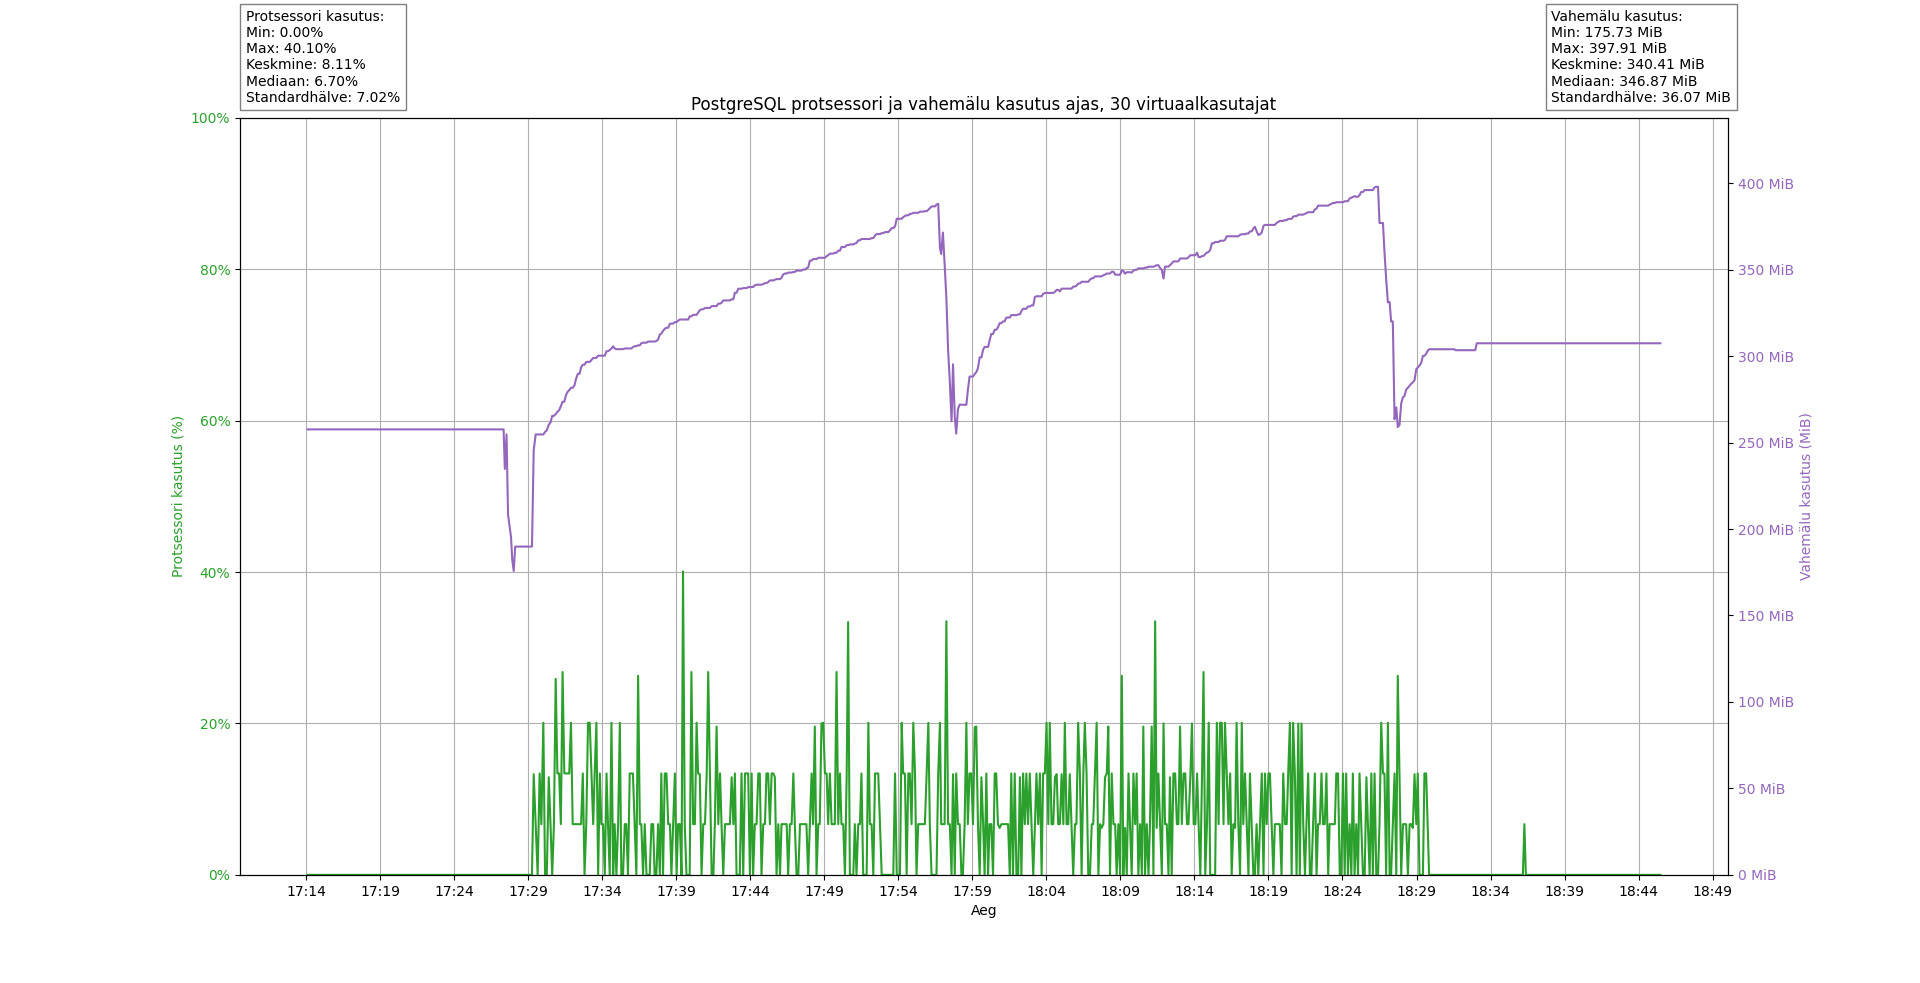 Protsessori kasutus:
Min: 0.00%
Max: 40.10%
Keskmine: 8.11%
Mediaan: 6.70%
Standardhälve: 7.02%
Vahemälu kasutus:
Min: 175.73 MiB
Max: 397.91 MiB
Keskmine: 340.41 MiB
Mediaan: 346.87 MiB
Standardhälve: 36.07 MiB
PostgreSQL protsessori ja vahemälu kasutus ajas, 30 virtuaalkasutajat
100%
80%
60%
40%
20%
0%
Protsessori kasutus (%)
400 MiB
350 MiB
300 MiB
250 MiB
200 MiB
150 MiB
100 MiB
50 MiB
0 MiB
Vahemälu kasutus (MiB)
17:14 17:19 17:24 17:29 17:34 17:39 17:44 17:49 17:54 17:59 18:04 18:09 18:14 18:19 18:24 18:29 18:34 18:39 18:44 18:49
Aeg